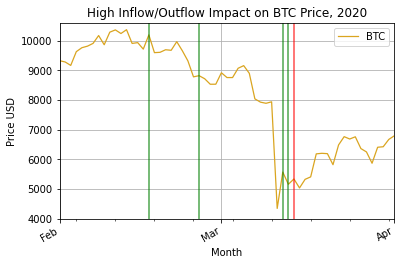 High Inflow/Outflow Impact on BTC Price, 2020
BTC
Price USD
10000
9000
8000
7000
6000
5000
4000
Feb
Mar
Apr
Month